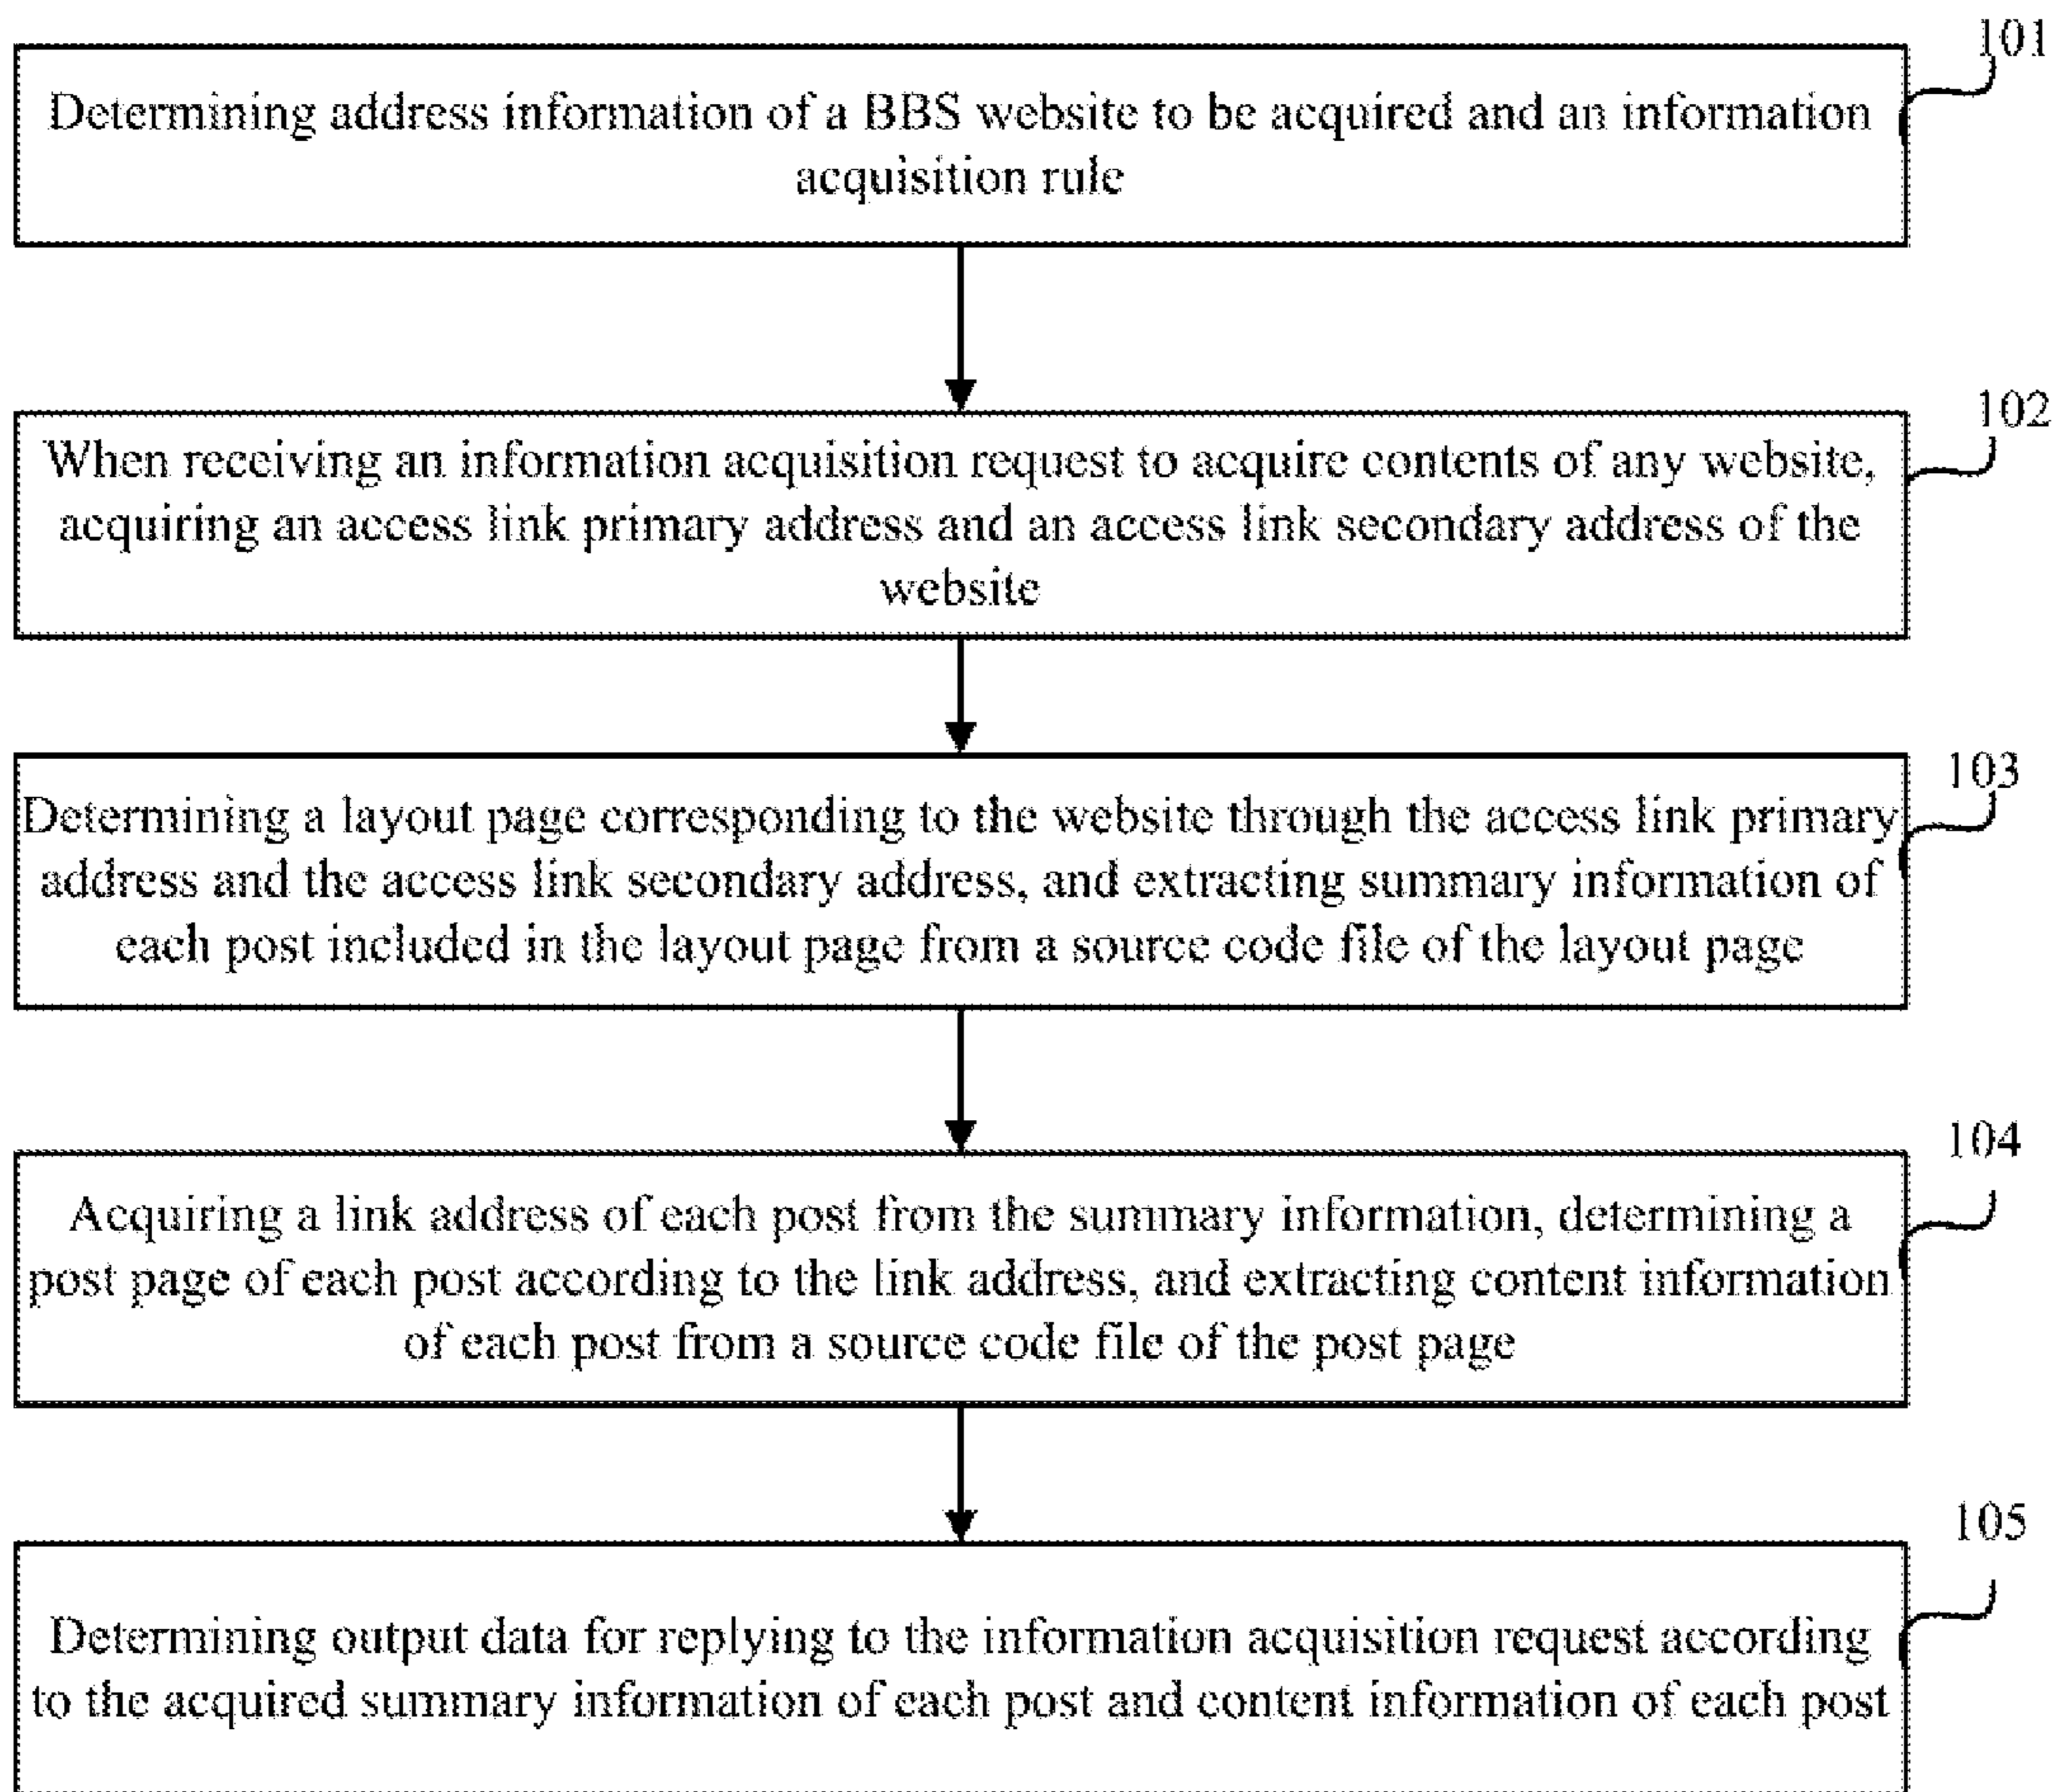 101
Determining address information of a BBS website to be acquired and an information
acquisition rule
102
When receiving an information acquisition request to acquire contents of any website,
acquiring an access link primary address and an access link secondary address of the
website
103
Determining a layout page corresponding to the website through the access link primary
address and the access link secondary address, and extracting summary information of
each post included in the layout page from a source code file of the layout page
104
Acquiring a link address of each post from the summary information, determining a
post page of each post according to the link address, and extracting content information
of each post from a source code file of the post page
105
Determining output data for replying to the information acquisition request according
to the acquired summary information of each post and content information of each post